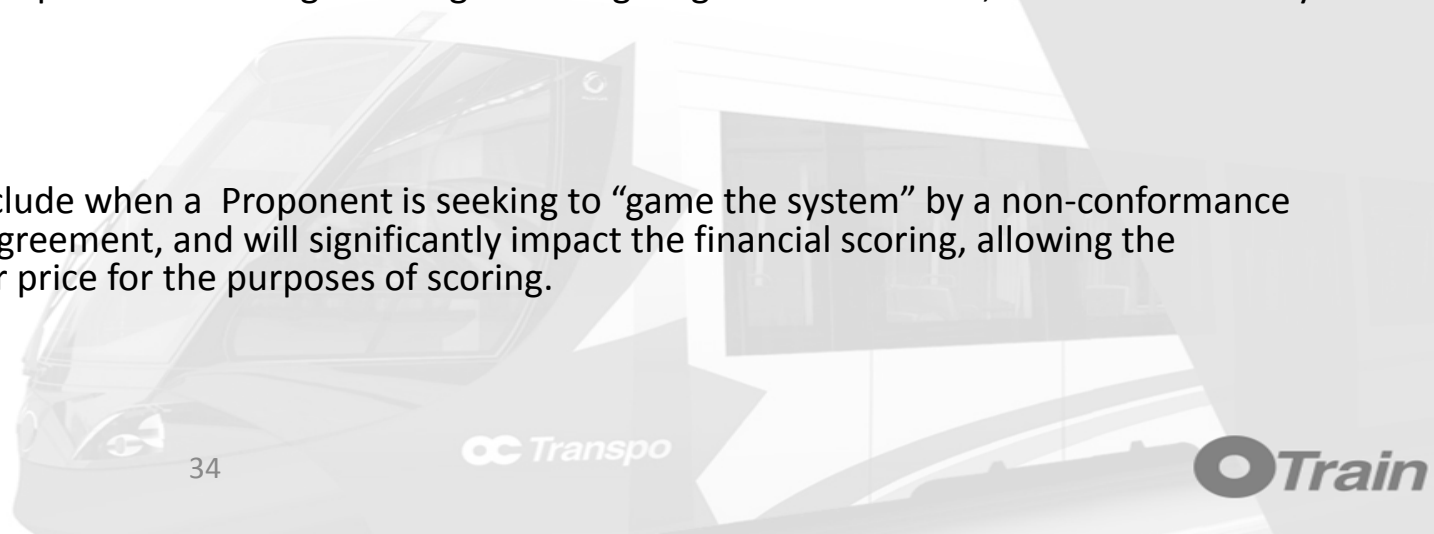 clude when a Proponent is seeking to “game the system” by a non-conformance
greement, and will significantly impact the financial scoring, allowing the
r price for the purposes of scoring.
OC Transpo
34
OTrain